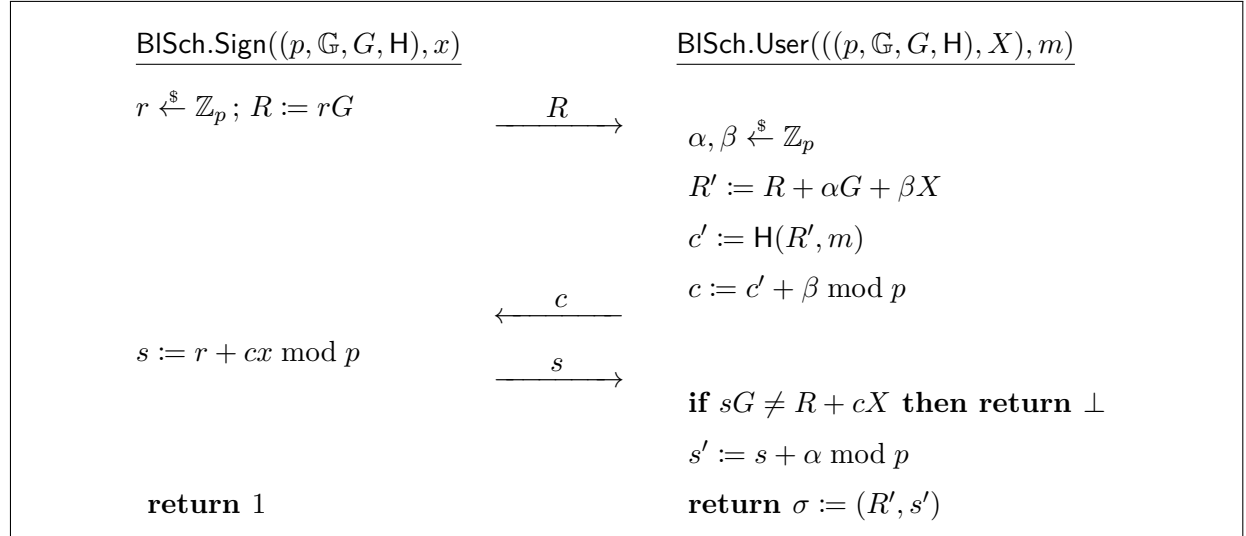 BlSch.Sign((p, 𝔾, G, H), x)
BlSch.User(((p, 𝔾, G, H), X), m)
r $← ℤₚ ; R := rG
R
α, β $← ℤₚ
R′ := R + αG + βX
c′ := H(R′, m)
c := c′ + β mod p
c
s := r + cx mod p
s
if sG ≠ R + cX then return ⊥
s′ := s + α mod p
return 1
return σ := (R′, s′)